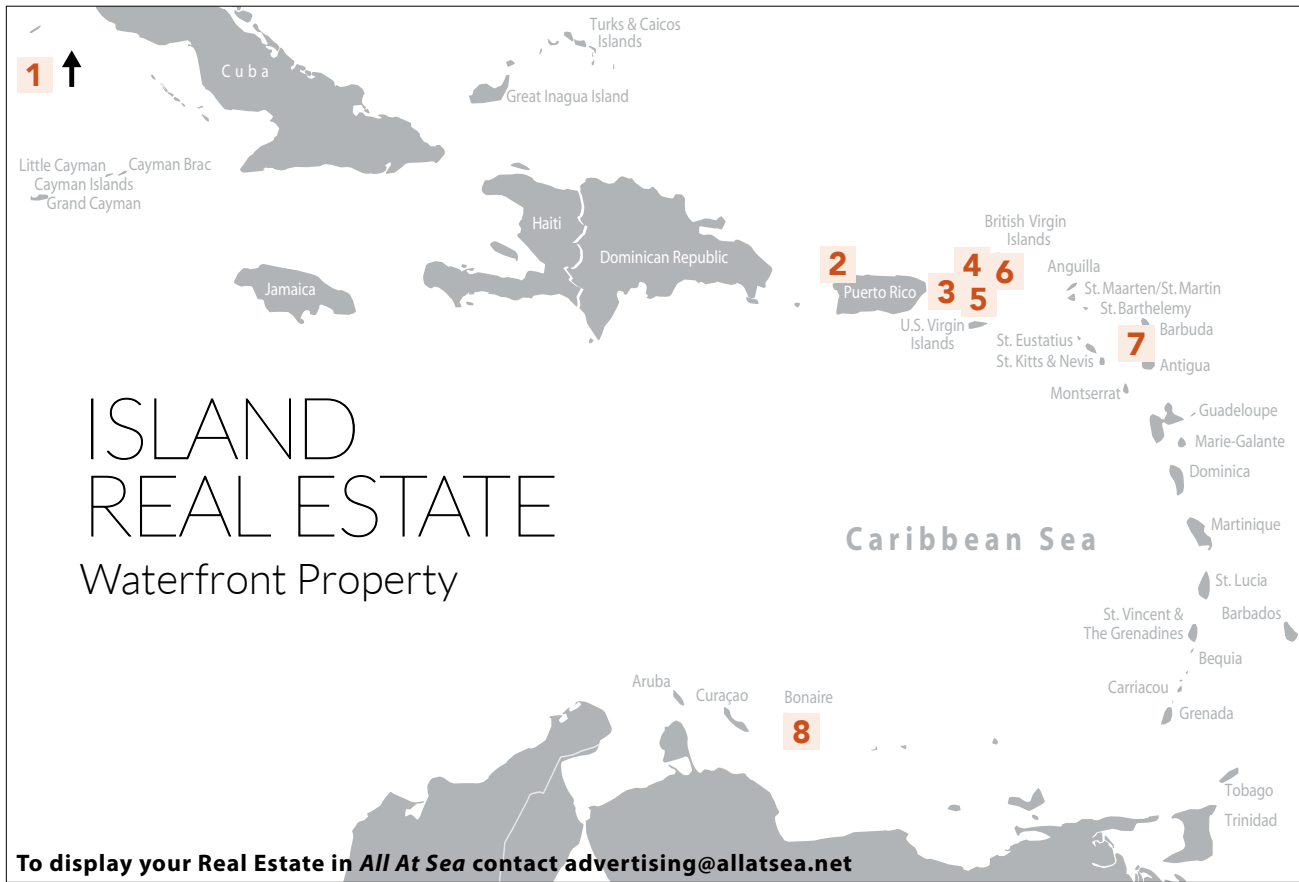 Turks & Caicos
Islands
1
Cuba
Great Inagua Island
Little Cayman
Cayman Brac
Cayman Islands
Grand Cayman
Haiti
Dominican Republic
Jamaica
British Virgin
Islands
2
4
6
3
5
Puerto Rico
U.S. Virgin
Islands
Anguilla
St. Maarten/St. Martin
St. Barthelemy
Barbuda
7
St. Eustatius
St. Kitts & Nevis
Antigua
Montserrat
Guadeloupe
Marie-Galante
Dominica
ISLAND
REAL ESTATE
Waterfront Property
Caribbean Sea
Martinique
St. Lucia
St. Vincent &
The Grenadines
Barbados
Bequia
Carriacou
Grenada
Aruba
Curaçao
Bonaire
8
Tobago
Trinidad
To display your Real Estate in All At Sea contact advertising@allatsea.net